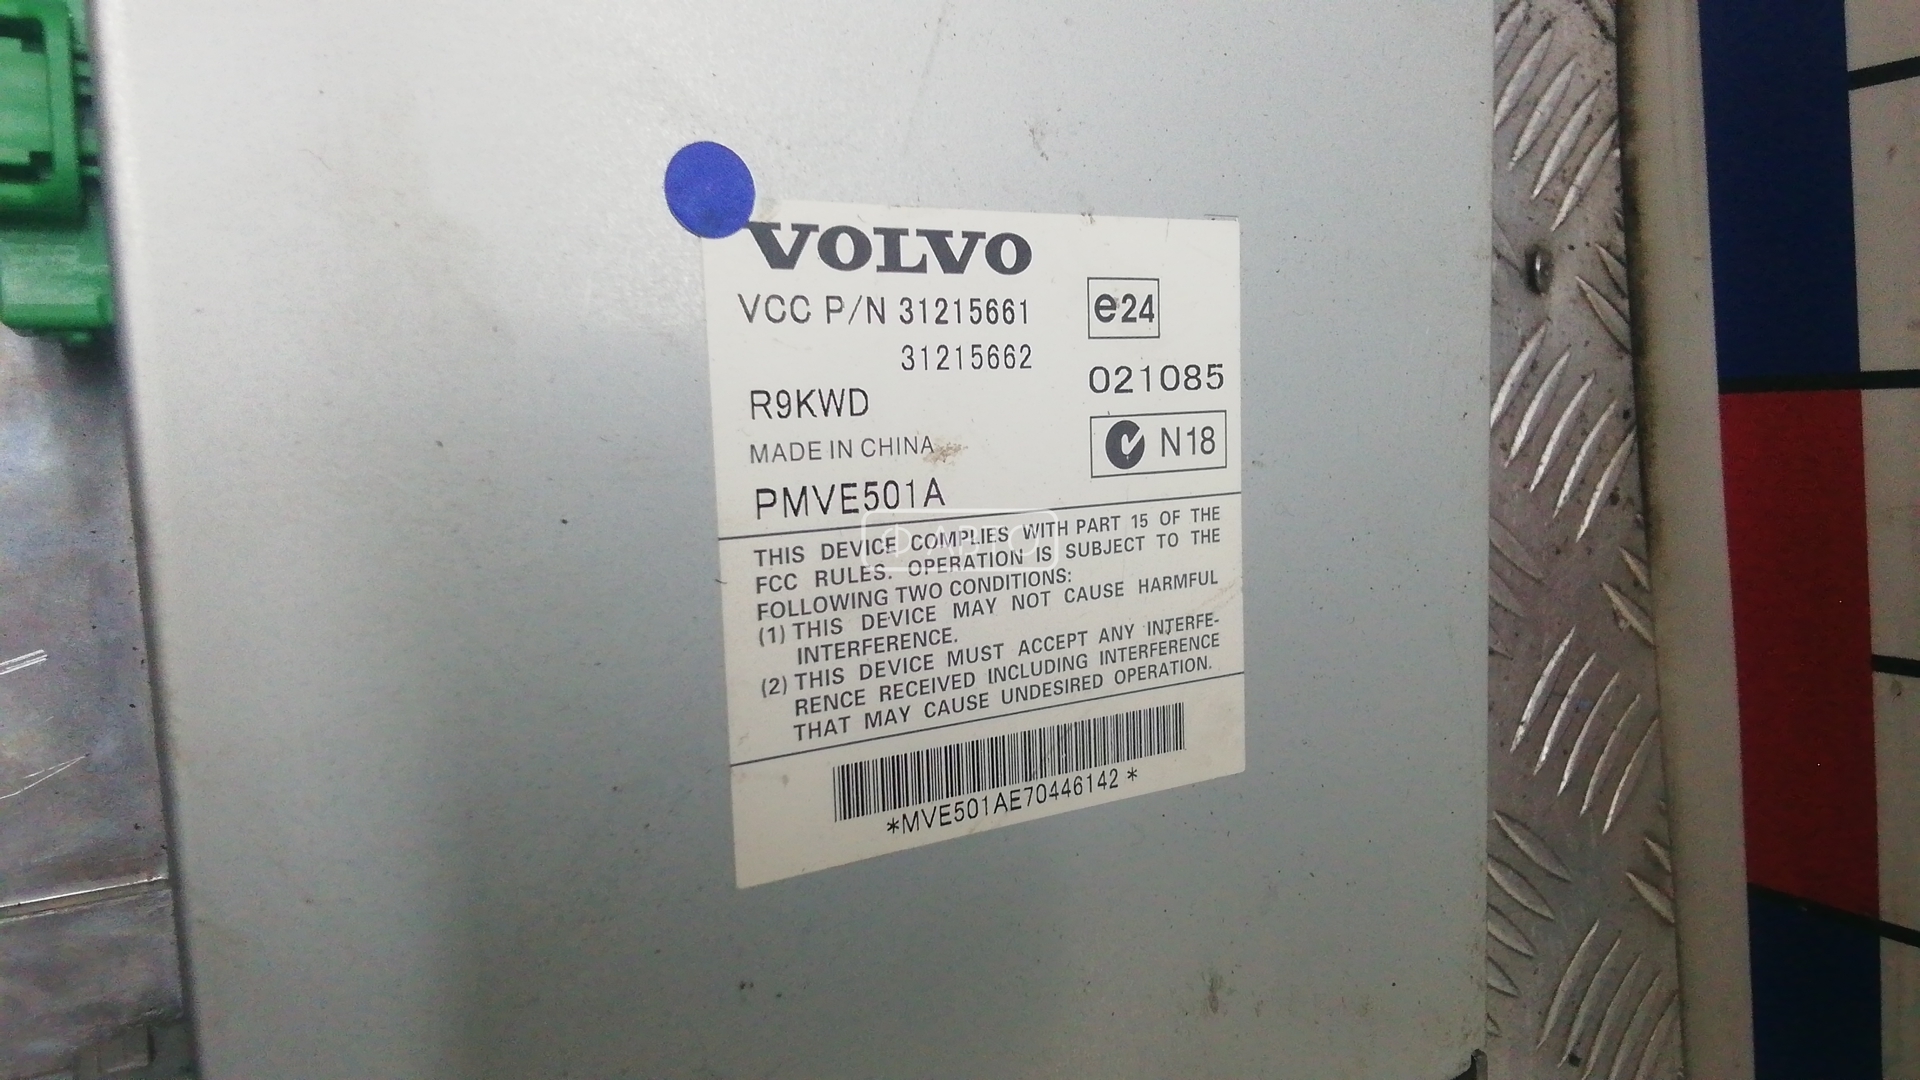 VOLVO
VCC P/N 31215661
31215662
e24
021085
R9KWD
MADE IN CHINA
N18
PMVE501A
THIS DEVICE COMPLIES WITH PART 15 OF THE
FCC RULES. OPERATION IS SUBJECT TO THE
FOLLOWING TWO CONDITIONS:
(1) THIS DEVICE MAY NOT CAUSE HARMFUL
INTERFERENCE.
(2) THIS DEVICE MUST ACCEPT ANY INTERFE-
RENCE RECEIVED INCLUDING INTERFERENCE
THAT MAY CAUSE UNDESIRED OPERATION.
*MVE501AE70446142*
Ф АВТО